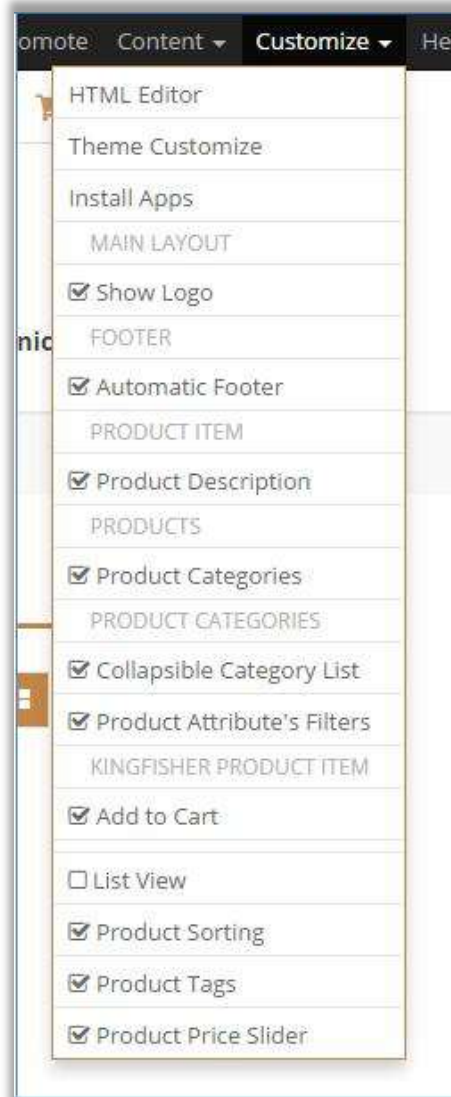 omote Content Customize He
HTML Editor
Theme Customize
Install Apps
MAIN LAYOUT
Show Logo
nic
FOOTER
Automatic Footer
PRODUCT ITEM
Product Description
PRODUCTS
Product Categories
PRODUCT CATEGORIES
Collapsible Category List
Product Attribute's Filters
KINGFISHER PRODUCT ITEM
Add to Cart
List View
Product Sorting
Product Tags
Product Price Slider